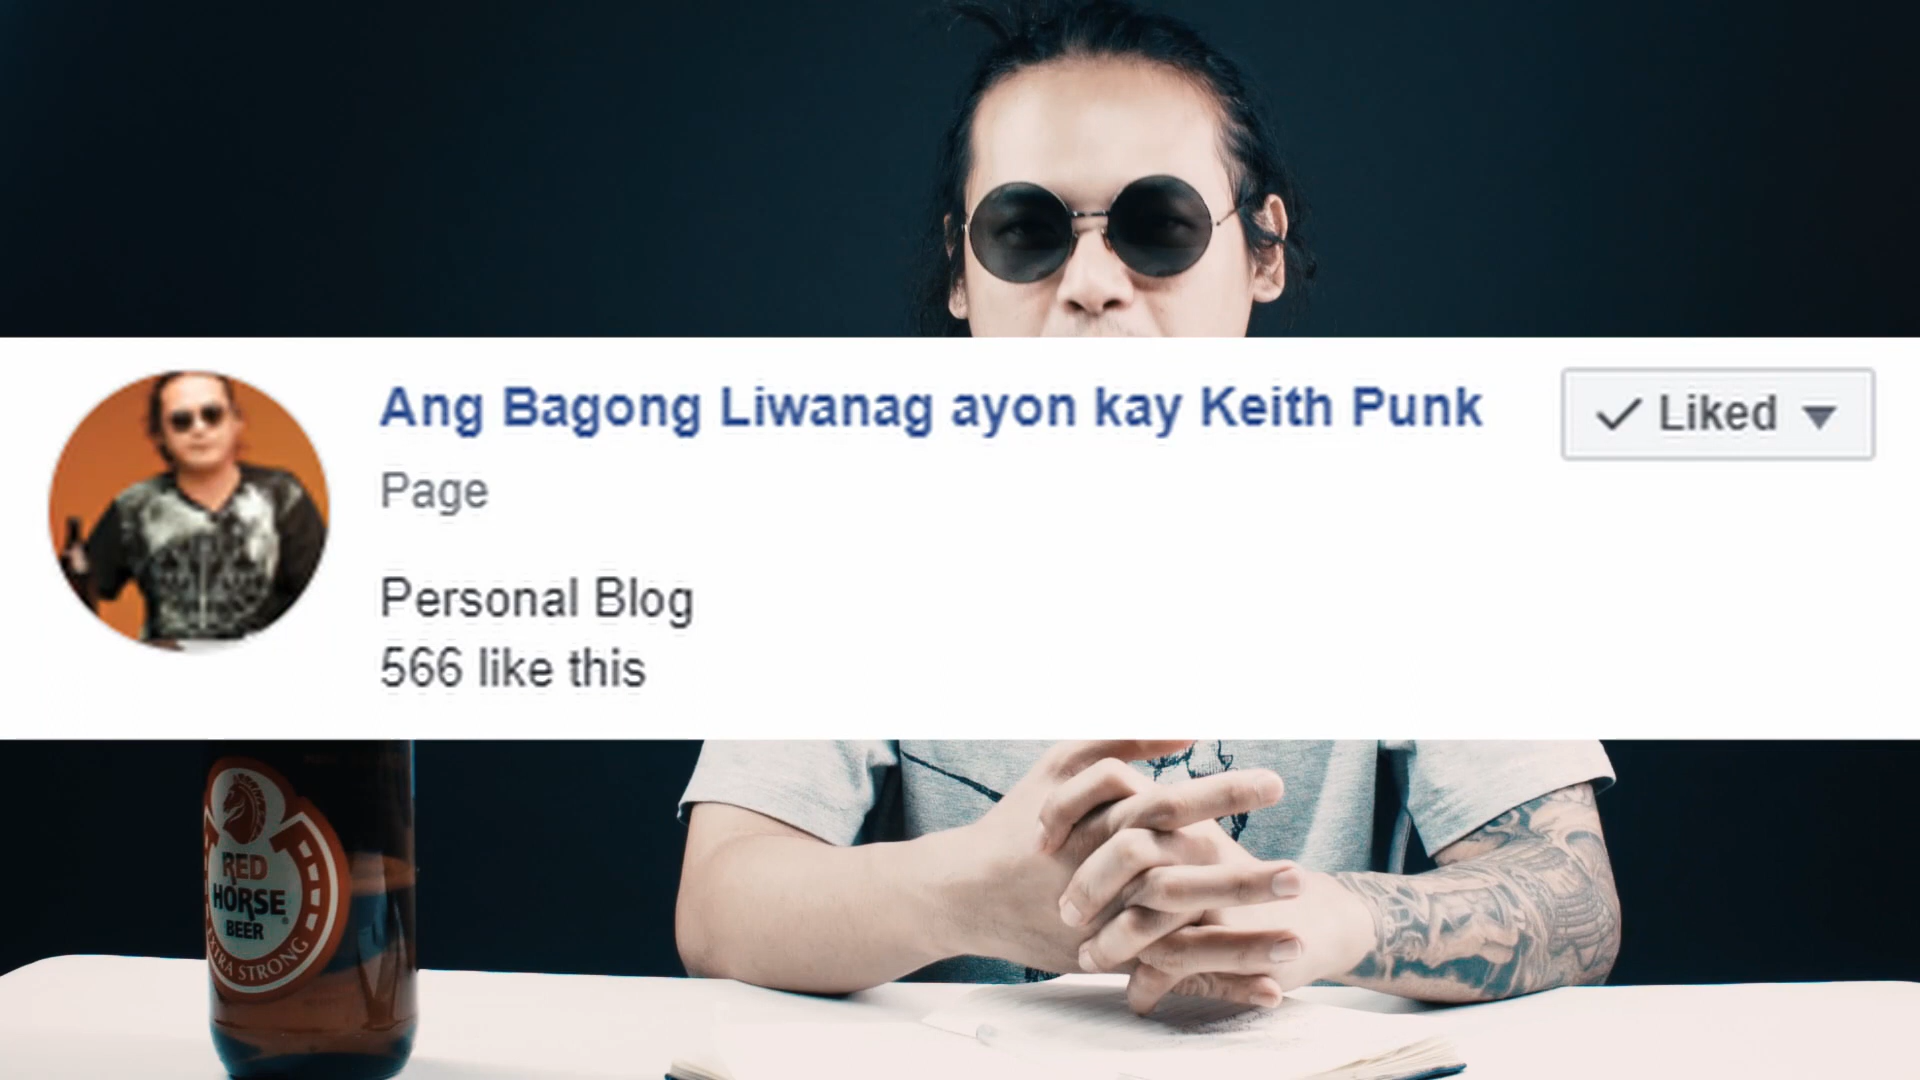 Ang Bagong Liwanag ayon kay Keith Punk
Liked
Page
Personal Blog
566 like this
RED
HORSE
BEER
EXTRA STRONG